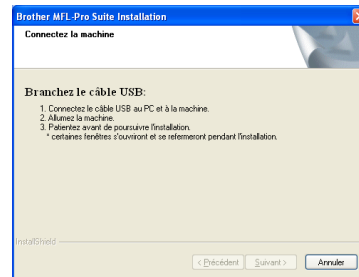 Brother MFL-Pro Suite Installation
Connectez la machine
Branchez le câble USB:
1. Connectez le câble USB au PC et à la machine.
2. Allumez la machine.
3. Patientez avant de poursuivre l'installation.
* certaines fenêtres s'ouvriront et se refermeront pendant l'installation.
InstallShield
< Précédent Suivant > Annuler